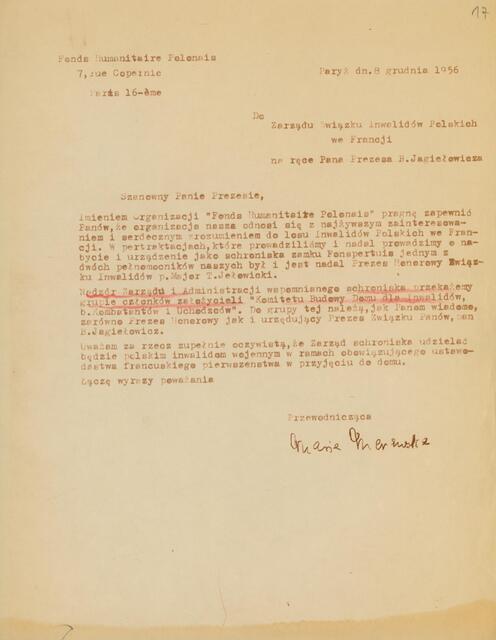 17
Fonds Humanitaire Polonais
7, rue Copernic
Paris 16-ème
Paryż dn.8 grudnia 1956
Do
Zarządu Związku Inwalidów Polskich
we Francji
na ręce Pana Prezesa B.Jagiełowicza
Szanowny Panie Prezesie,
Imieniem Organizacji "Fonds Humanitaire Polonais" pragnę zapewnić
Panów,że organizacja nasza odnosi się z najżywszym zainteresowa-
niem i serdecznym zrozumieniem do losu Inwalidów Polskich we Fran-
cji. W pertraktacjach,które prowadziliśmy i nadal prowadzimy o na-
bycie i urządzenie jako schroniska zamku Fonspertuis jednym z
dwóch pełnomocników naszych był i jest nadal Prezes Honorowy Związ-
ku Inwalidów p.Major T.Jełowicki.
Nadzór Zarządu i Administracji wspomnianego schroniska przekażemy
grupie członków założycieli "Komitetu Budowy Domu dla Inwalidów,
b.Kombatantów i Uchodźców". Do grupy tej należą,jak Panom wiadomo,
zarówno Prezes Honorowy jak i urzędujący Prezes Związku Panów,pan
B.Jagiełowicz.
Uważam za rzecz zupełnie oczywistą,że Zarząd schroniska udzielać
będzie polskim inwalidom wojennym w ramach obowiązującego ustawo-
dastwa francuskiego pierwszeństwa w przyjęciu do domu.
Łączę wyrazy poważania
Przewodnicząca
Maria